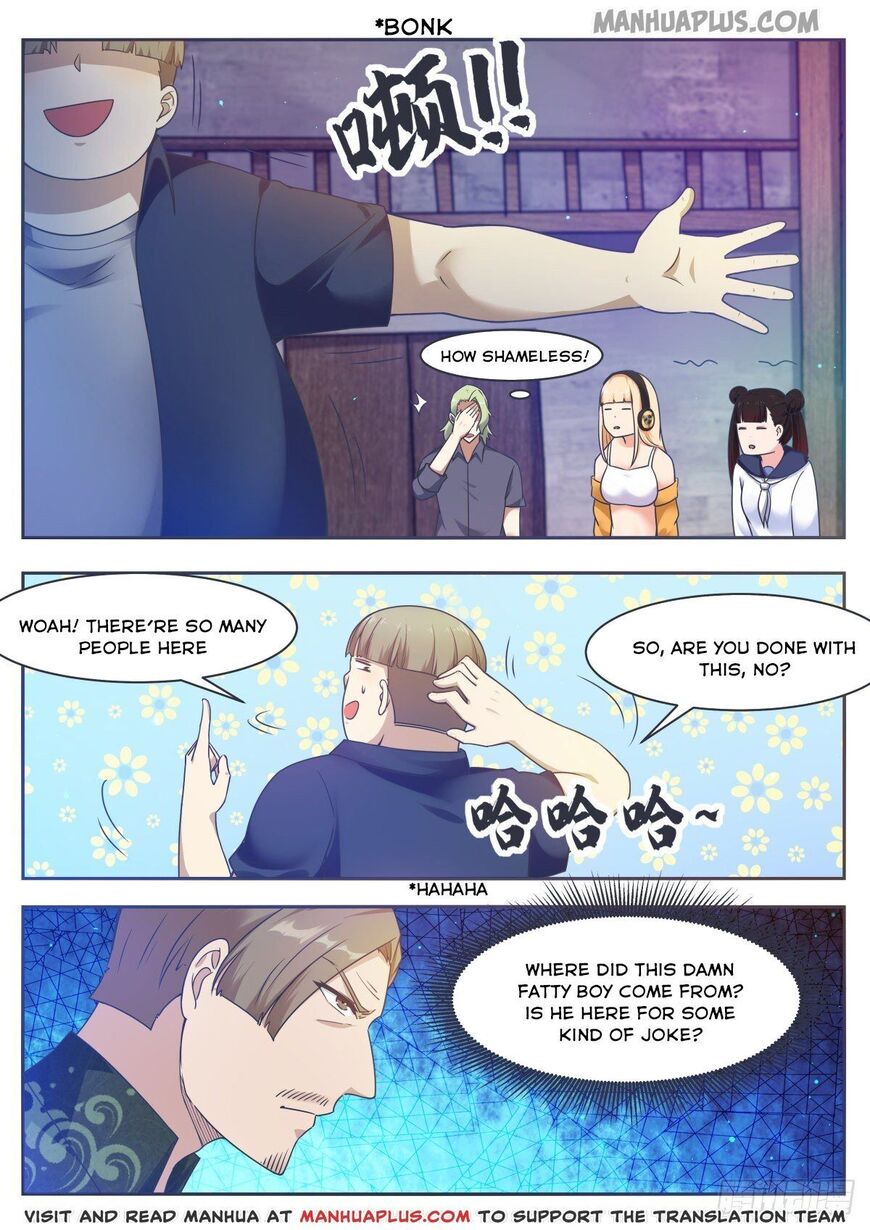 *BONK
MANHUAPLUS.COM
噸!!
HOW SHAMELESS!
WOAH! THERE'RE SO MANY
PEOPLE HERE
SO, ARE YOU DONE WITH
THIS, NO?
哈哈哈~
*HAHAHA
WHERE DID THIS DAMN
FATTY BOY COME FROM?
IS HE HERE FOR SOME
KIND OF JOKE?
VISIT AND READ MANHUA AT MANHUAPLUS.COM TO SUPPORT THE TRANSLATION TEAM